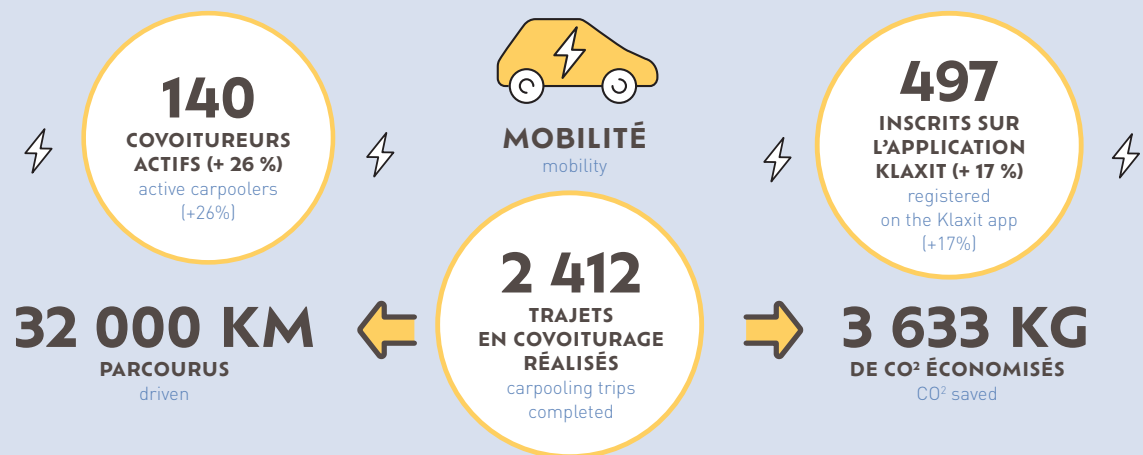 140
COVOITUREURS
ACTIFS (+ 26 %)
active carpoolers
(+26%)
MOBILITÉ
mobility
497
INSCRITS SUR
L'APPLICATION
KLAXIT (+ 17 %)
registered
on the Klaxit app
(+17%)
32 000 KM
PARCOURUS
driven
2 412
TRAJETS
EN COVOITURAGE
RÉALISÉS
carpooling trips
completed
3 633 KG
DE CO² ÉCONOMISÉS
CO² saved